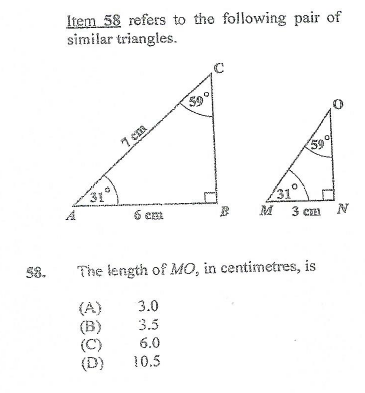 Item 58 refers to the following pair of
similar triangles.
C
59°
O
7 cm
59°
31°
31°
A 6 cm B M 3 cm N
58. The length of MO, in centimetres, is
(A) 3.0
(B) 3.5
(C) 6.0
(D) 10.5